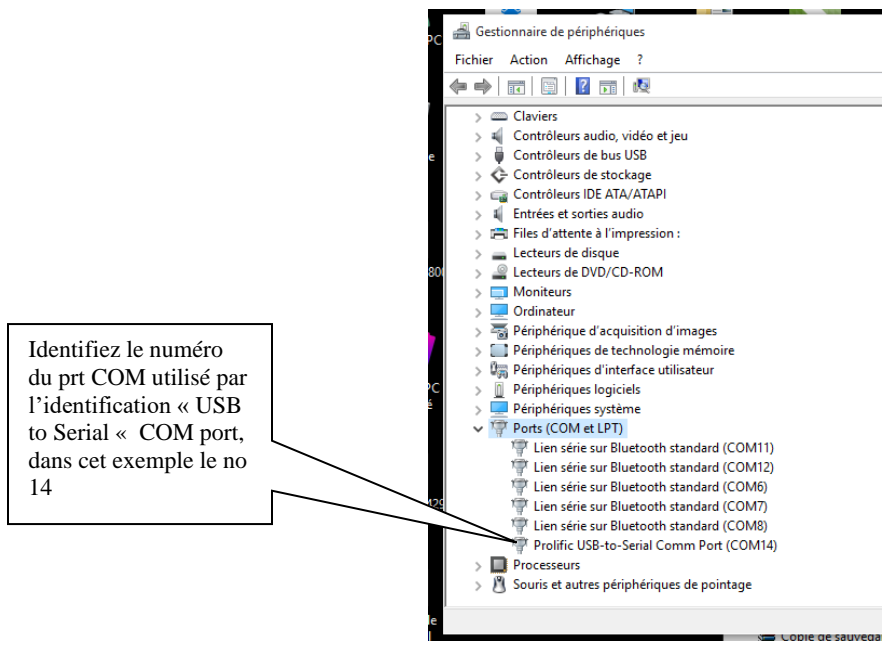 Gestionnaire de périphériques
Fichier Action Affichage ?
Claviers
Contrôleurs audio, vidéo et jeu
Contrôleurs de bus USB
Contrôleurs de stockage
Contrôleurs IDE ATA/ATAPI
Entrées et sorties audio
Files d'attente à l'impression :
Lecteurs de disque
Lecteurs de DVD/CD-ROM
Moniteurs
Ordinateur
Périphérique d'acquisition d'images
Périphériques de technologie mémoire
Périphériques d'interface utilisateur
Périphériques logiciels
Périphériques système
Ports (COM et LPT)
Lien série sur Bluetooth standard (COM11)
Lien série sur Bluetooth standard (COM12)
Lien série sur Bluetooth standard (COM6)
Lien série sur Bluetooth standard (COM7)
Lien série sur Bluetooth standard (COM8)
Prolific USB-to-Serial Comm Port (COM14)
Processeurs
Souris et autres périphériques de pointage
Identifiez le numéro
du prt COM utilisé par
l'identification « USB
to Serial « COM port,
dans cet exemple le no
14